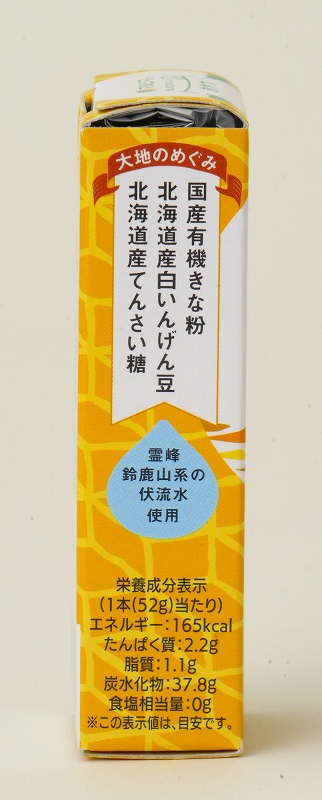 大地のめぐみ
国産有機きな粉
北海道産白いんげん豆
北海道産てんさい糖
霊峰
鈴鹿山系の
伏流水
使用
栄養成分表示
(1本(52g)当たり)
エネルギー:165kcal
たんぱく質:2.2g
脂質:1.1g
炭水化物:37.8g
食塩相当量:0g
※この表示値は、目安です。